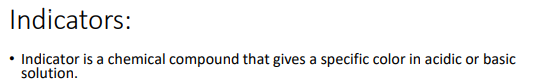 Indicators:
• Indicator is a chemical compound that gives a specific color in acidic or basic
solution.